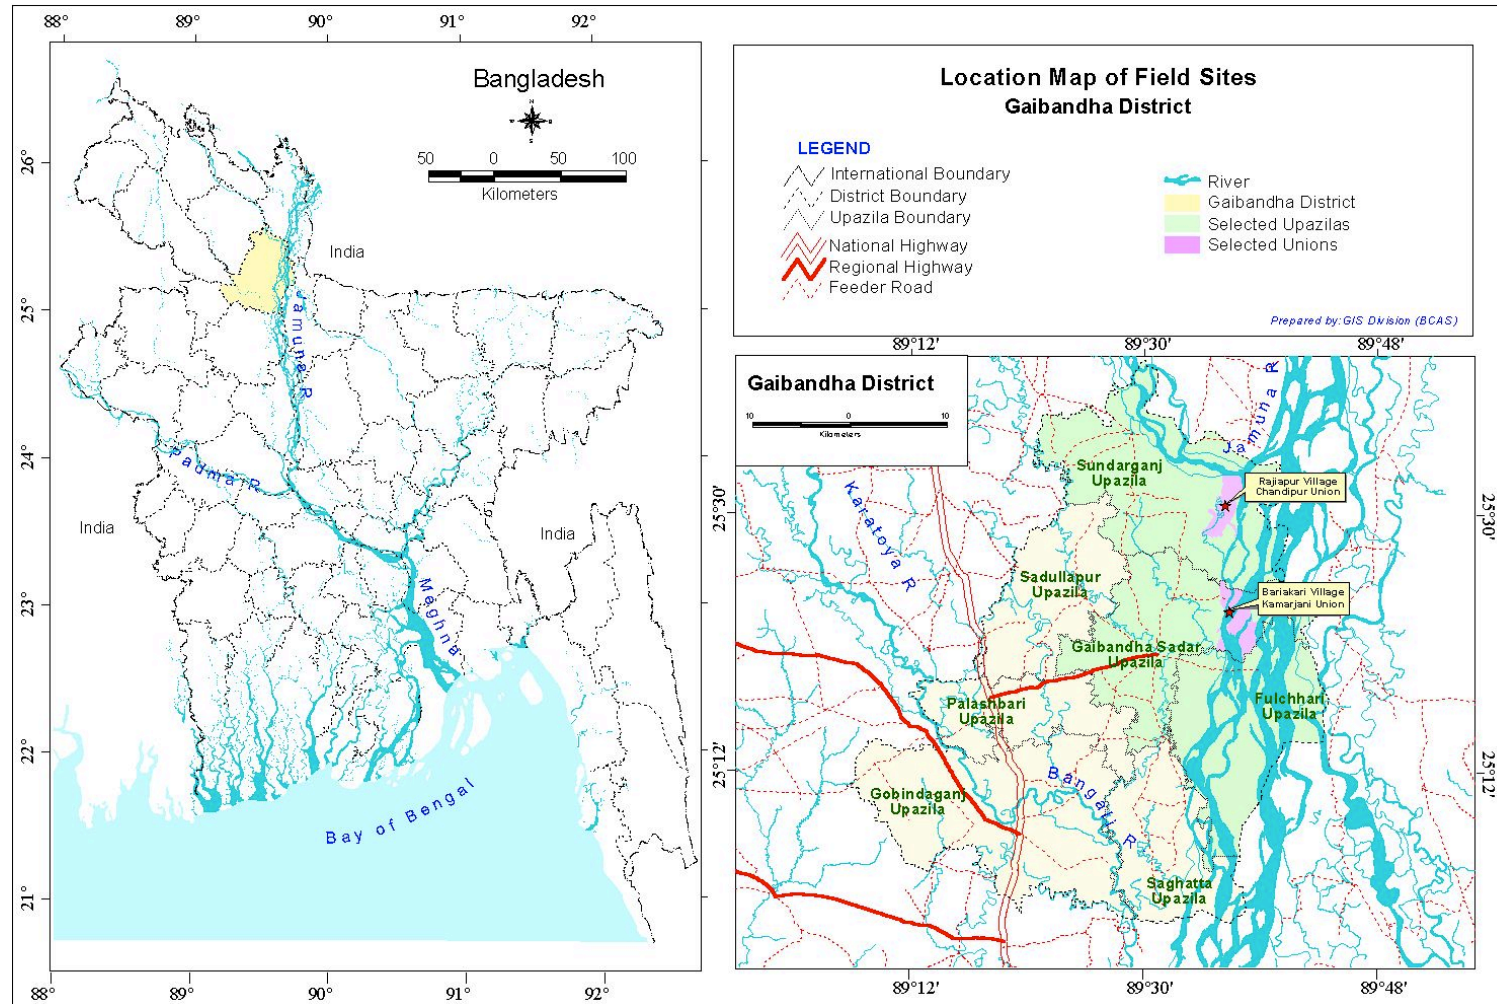 88°
89°
90°
91°
92°
Bangladesh
N
W
E
S
50
0
50
100
Kilometers
26°
25°
24°
23°
22°
21°
India
Jamuna R
Padma R
India
India
Meghna
Bay of Bengal
88°
89°
90°
91°
92°
Location Map of Field Sites
Gaibandha District
LEGEND
International Boundary
District Boundary
Upazila Boundary
National Highway
Regional Highway
Feeder Road
River
Gaibandha District
Selected Upazilas
Selected Unions
Prepared by: GIS Division (BCAS)
89°12'
89°30'
89°48'
Gaibandha District
10
0
10
Kilometers
Jamuna R
Karatoya R
Sundarganj
Upazila
Rajiapur Village
Chandipur Union
25°30'
25°30'
Sadullapur
Upazila
Bariakari Village
Kamarjani Union
Gaibandha Sadar
Upazila
Palashbari
Upazila
Fulchhari
Upazila
25°12'
25°12'
Gobindaganj
Upazila
Bangali R
Saghatta
Upazila
89°12'
89°30'
89°48'